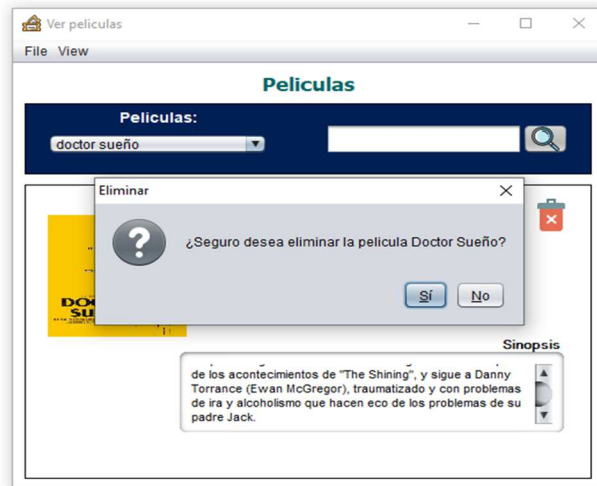 Ver peliculas
File View
Peliculas
Peliculas:
doctor sueño
Eliminar
¿Seguro desea eliminar la pelicula Doctor Sueño?
Sí No
Sinopsis
de los acontecimientos de "The Shining", y sigue a Danny
Torrance (Ewan McGregor), traumatizado y con problemas
de ira y alcoholismo que hacen eco de los problemas de su
padre Jack.